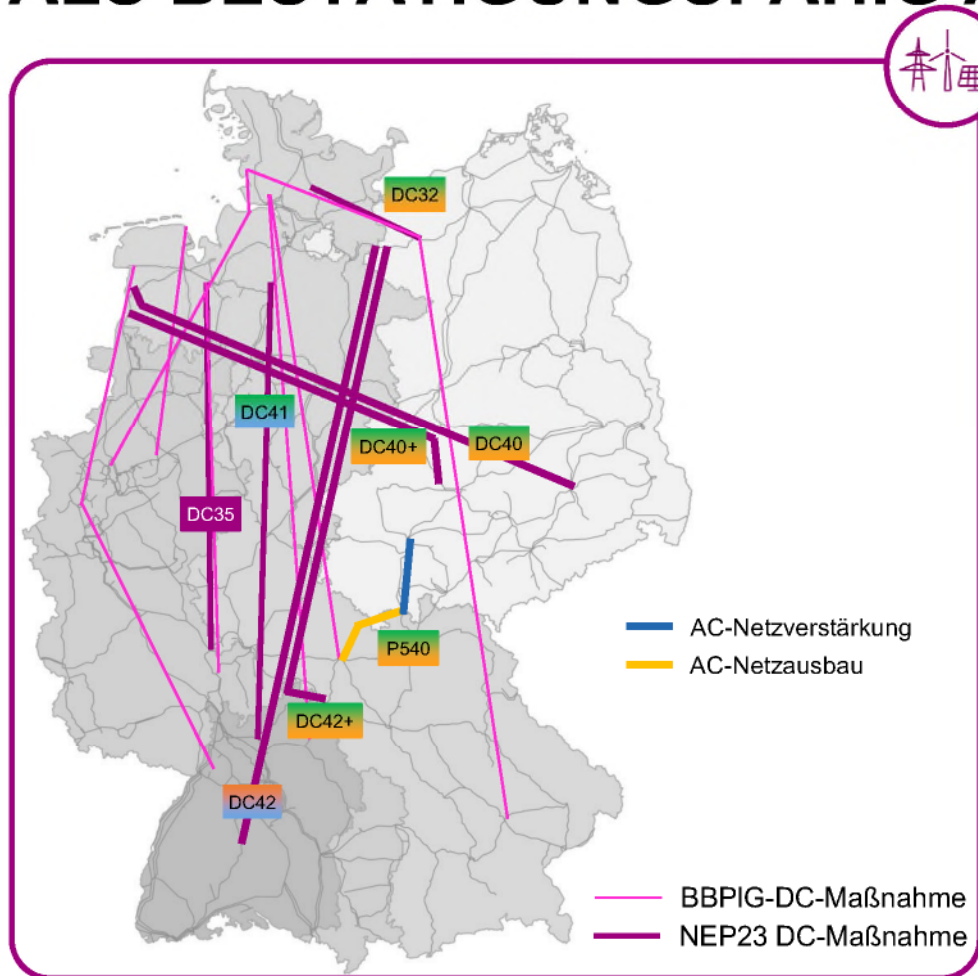 DC32
DC41
DC40+
DC40
DC35
AC-Netzverstärkung
P540
AC-Netzausbau
DC42+
DC42
BBPlG-DC-Maßnahme
NEP23 DC-Maßnahme